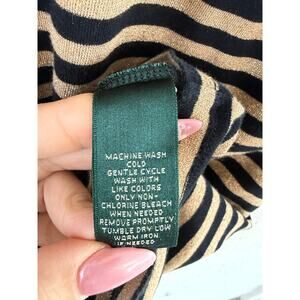 MACHINE WASH
COLD
GENTLE CYCLE
WASH WITH
LIKE COLORS
ONLY NON-
CHLORINE BLEACH
WHEN NEEDED
REMOVE PROMPTLY
TUMBLE DRY LOW
WARM IRON
IF NEEDED